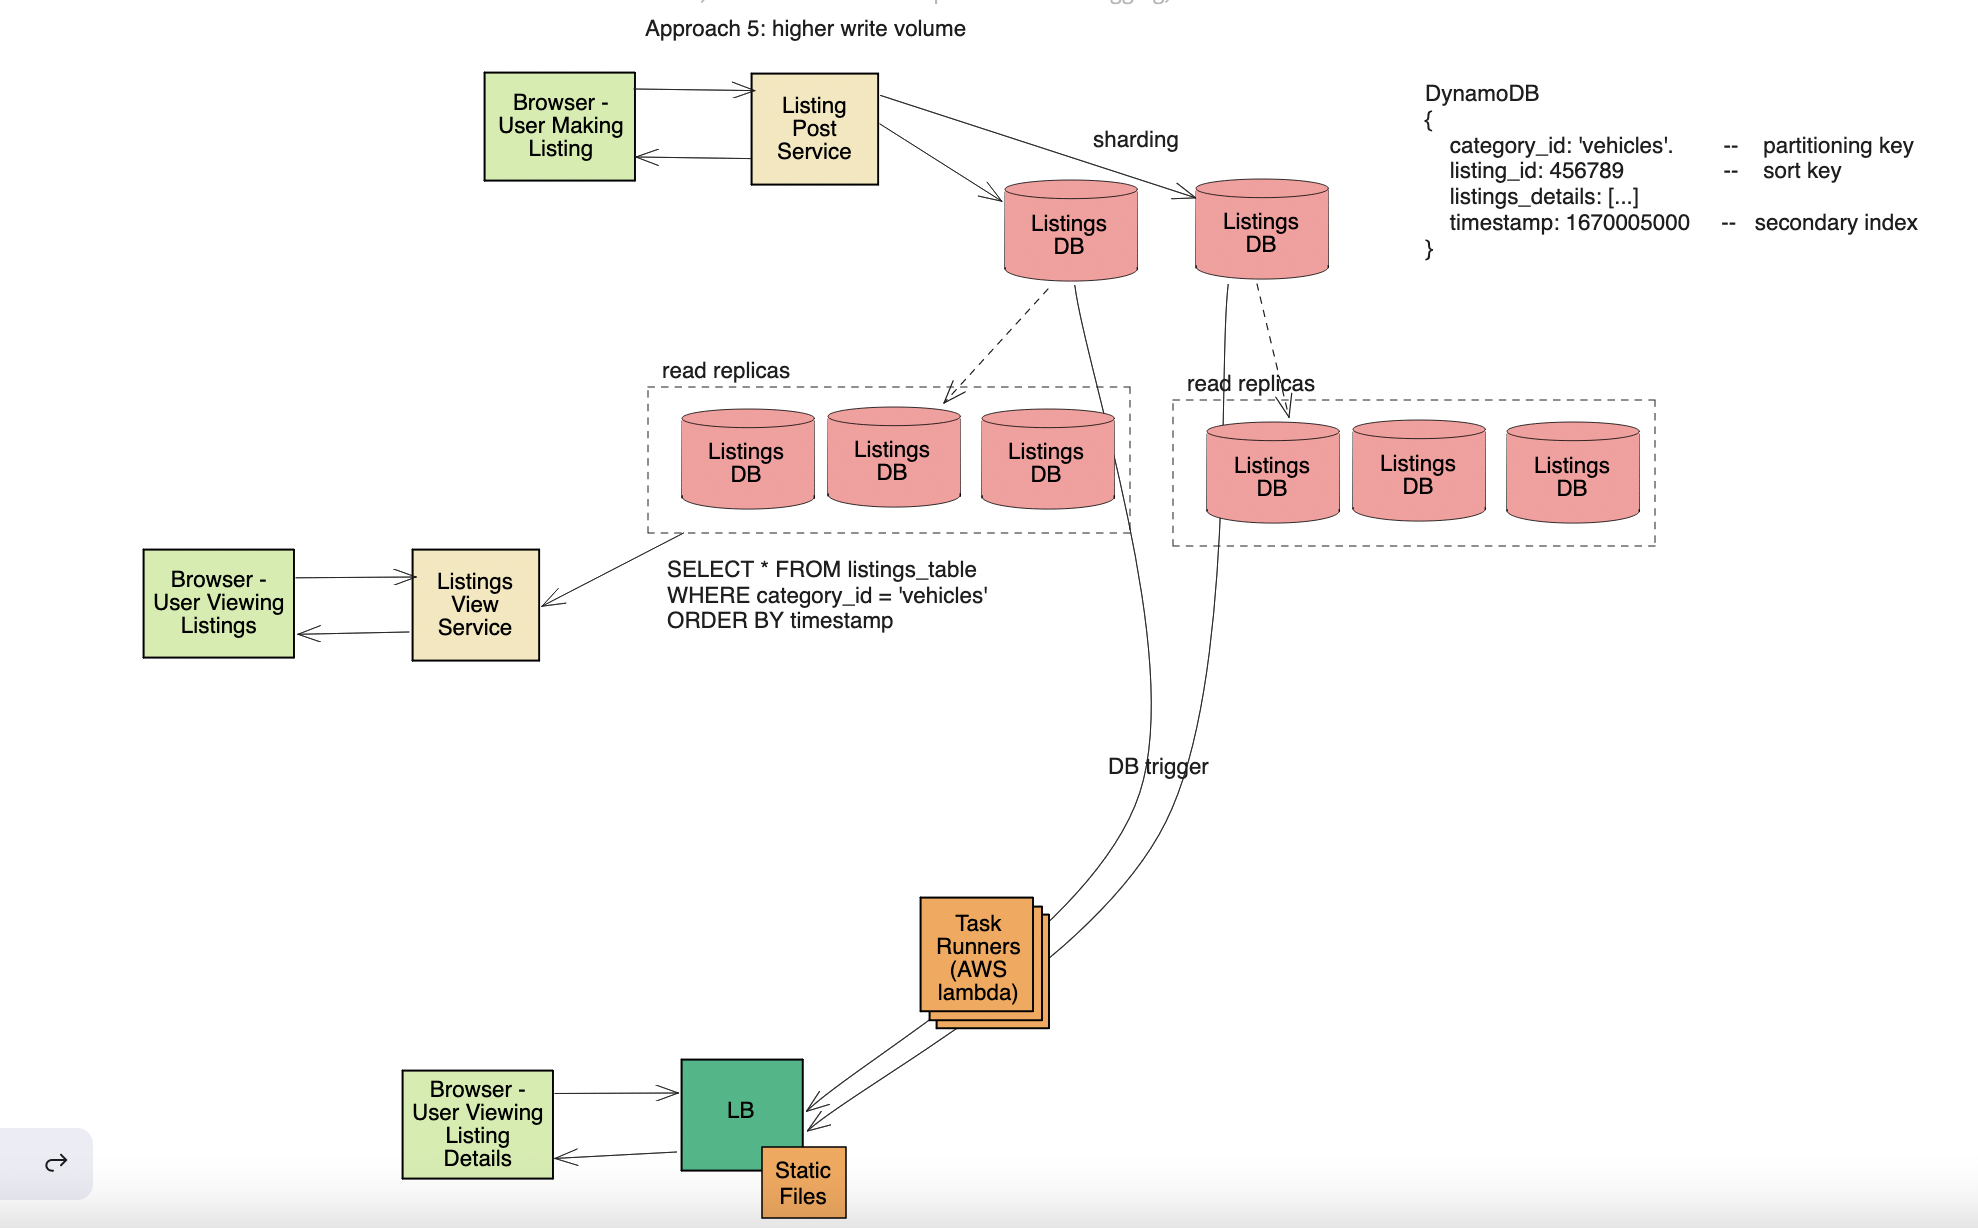 Approach 5: higher write volume
Browser -
User Making
Listing
Listing
Post
Service
sharding
Listings
DB
Listings
DB
DynamoDB
{
category_id: 'vehicles'. -- partitioning key
listing_id: 456789 -- sort key
listings_details: [...]
timestamp: 1670005000 -- secondary index
}
read replicas
Listings
DB
Listings
DB
Listings
DB
read replicas
Listings
DB
Listings
DB
Listings
DB
Browser -
User Viewing
Listings
Listings
View
Service
SELECT * FROM listings_table
WHERE category_id = 'vehicles'
ORDER BY timestamp
DB trigger
Task
Runners
(AWS
lambda)
Browser -
User Viewing
Listing
Details
LB
Static
Files